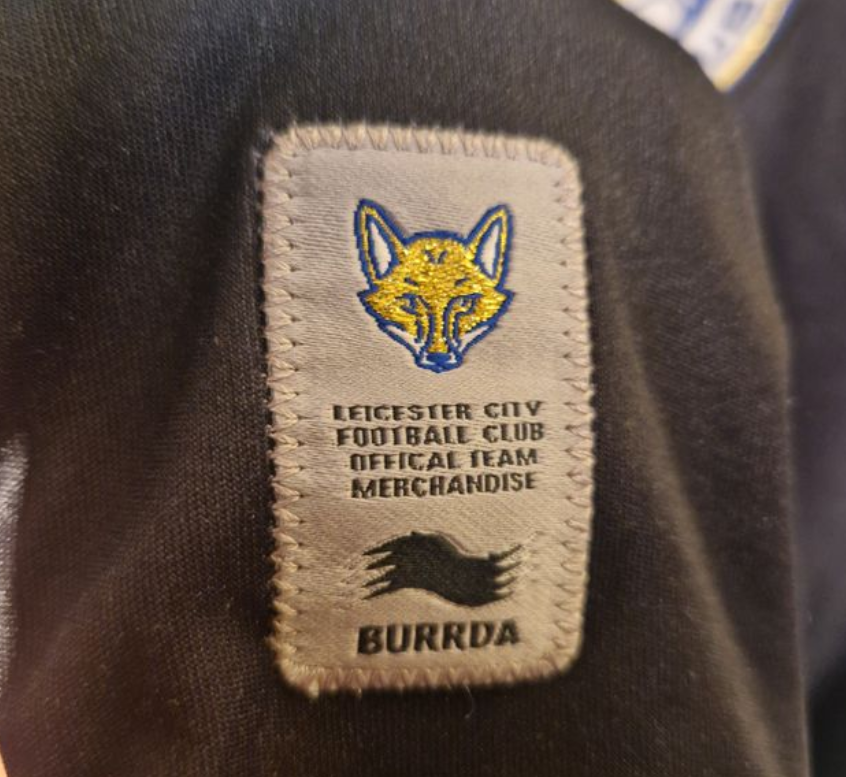 LEICESTER CITY
FOOTBALL CLUB
OFFICAL TEAM
MERCHANDISE
BURRDA